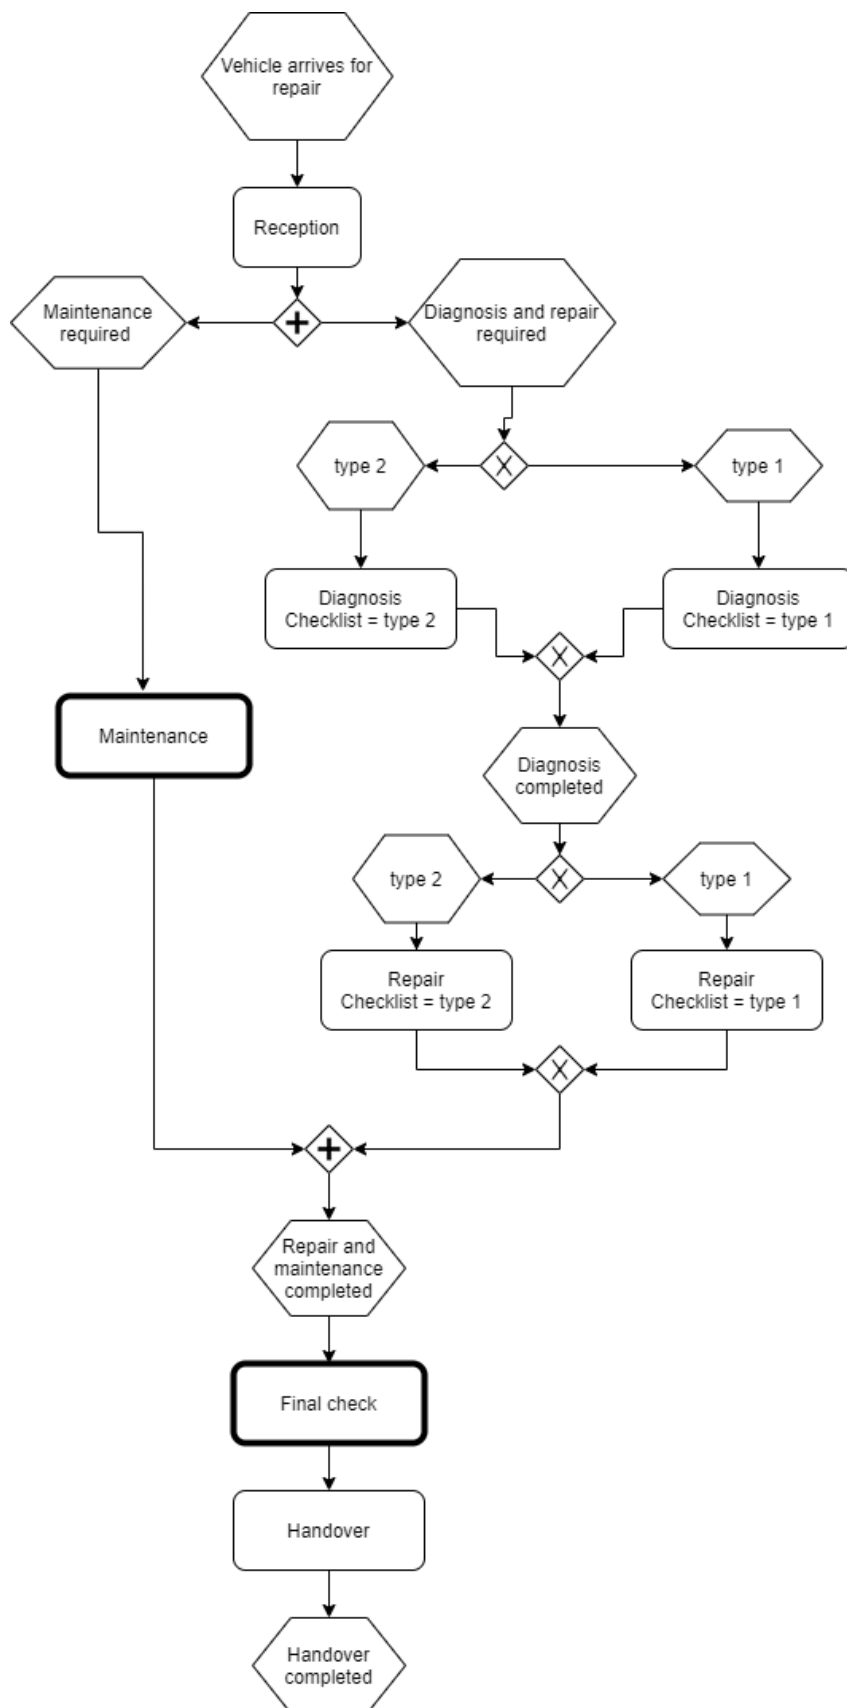 Vehicle arrives for
repair
Reception
Maintenance
required
Diagnosis and repair
required
type 2
X
type 1
Diagnosis
Checklist = type 2
Diagnosis
Checklist = type 1
X
Maintenance
Diagnosis
completed
type 2
X
type 1
Repair
Checklist = type 2
Repair
Checklist = type 1
X
Repair and
maintenance
completed
Final check
Handover
Handover
completed